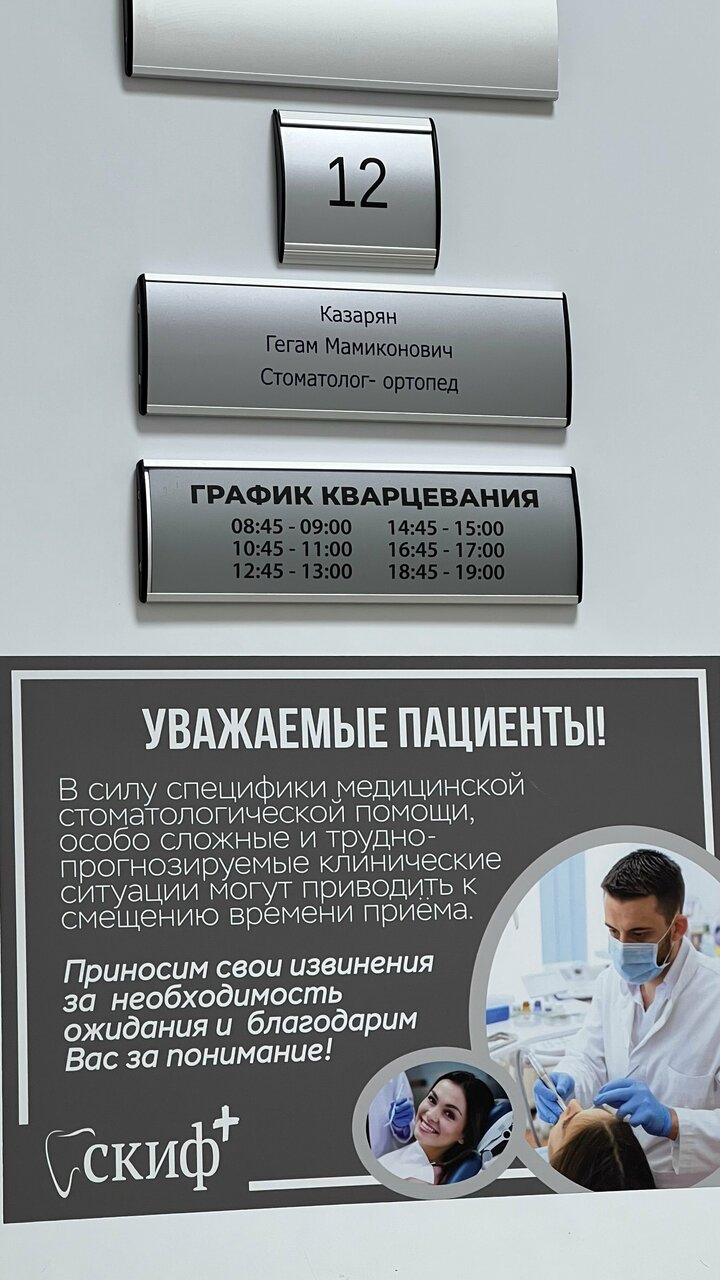 12
Казарян
Гегам Мамиконович
Стоматолог- ортопед
ГРАФИК КВАРЦЕВАНИЯ
08:45 - 09:00 14:45 - 15:00
10:45 - 11:00 16:45 - 17:00
12:45 - 13:00 18:45 - 19:00
УВАЖАЕМЫЕ ПАЦИЕНТЫ!
В силу специфики медицинской
стоматологической помощи,
особо сложные и трудно-
прогнозируемые клинические
ситуации могут приводить к
смещению времени приёма.
Приносим свои извинения
за необходимость
ожидания и благодарим
Вас за понимание!
скиф+